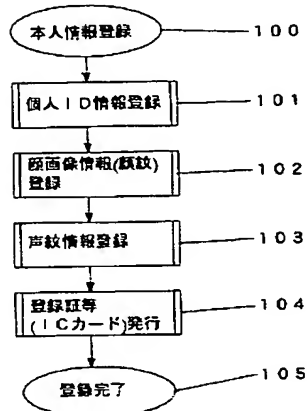 本人情報登録
100
個人ID情報登録
101
顔画像情報(顔紋)
登録
102
声紋情報登録
103
登録証等
(ICカード)発行
104
登録完了
105